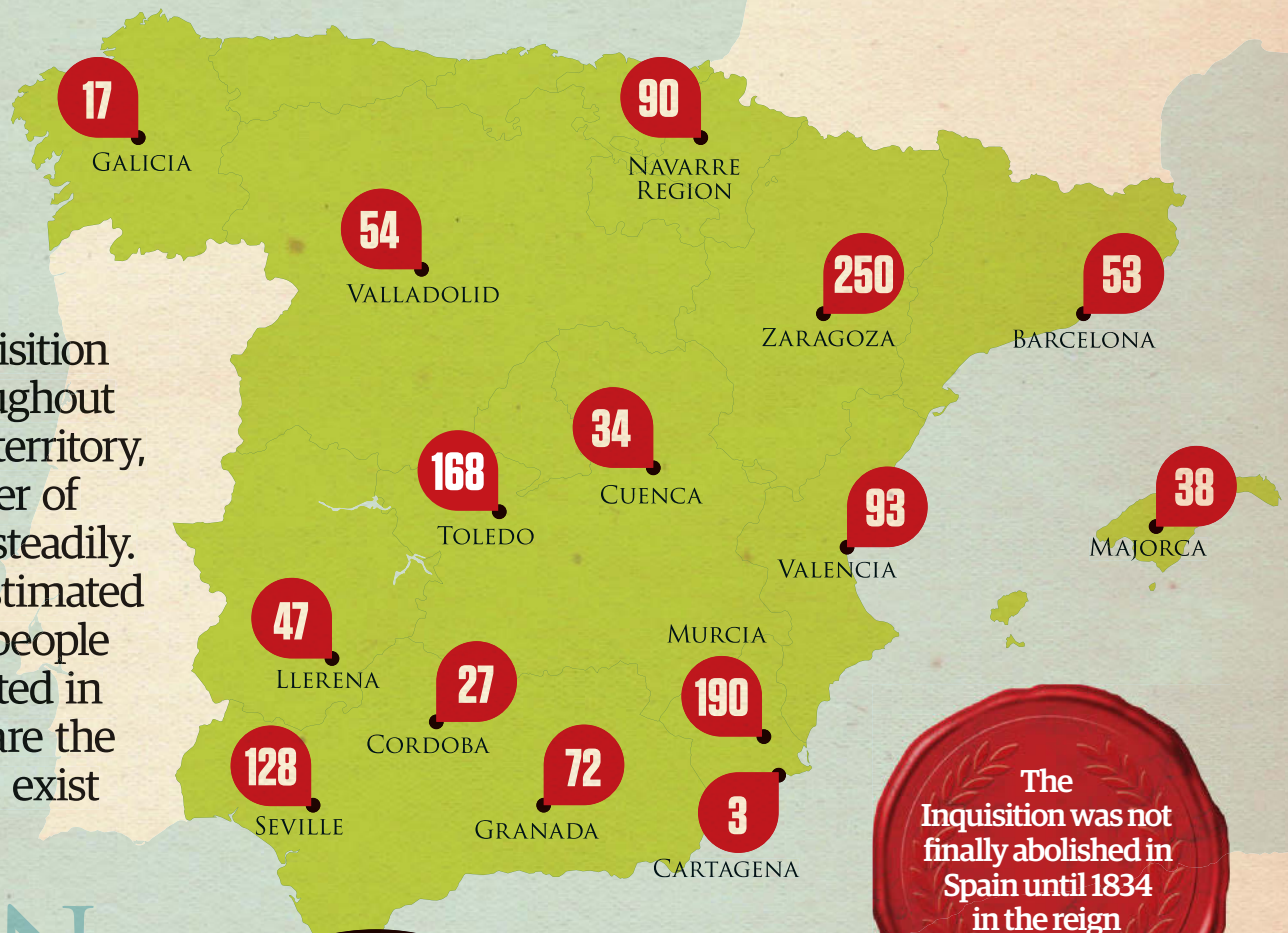 17
GALICIA
90
NAVARRE
REGION
54
VALLADOLID
250
ZARAGOZA
53
BARCELONA
isition
ughout
territory,
er of
steadily.
stimated
people
ted in
are the
exist
34
CUENCA
168
TOLEDO
93
VALENCIA
38
MAJORCA
47
LLERENA
27
CORDOBA
MURCIA
190
128
SEVILLE
72
GRANADA
3
CARTAGENA
The
Inquisition was not
finally abolished in
Spain until 1834
in the reign
N